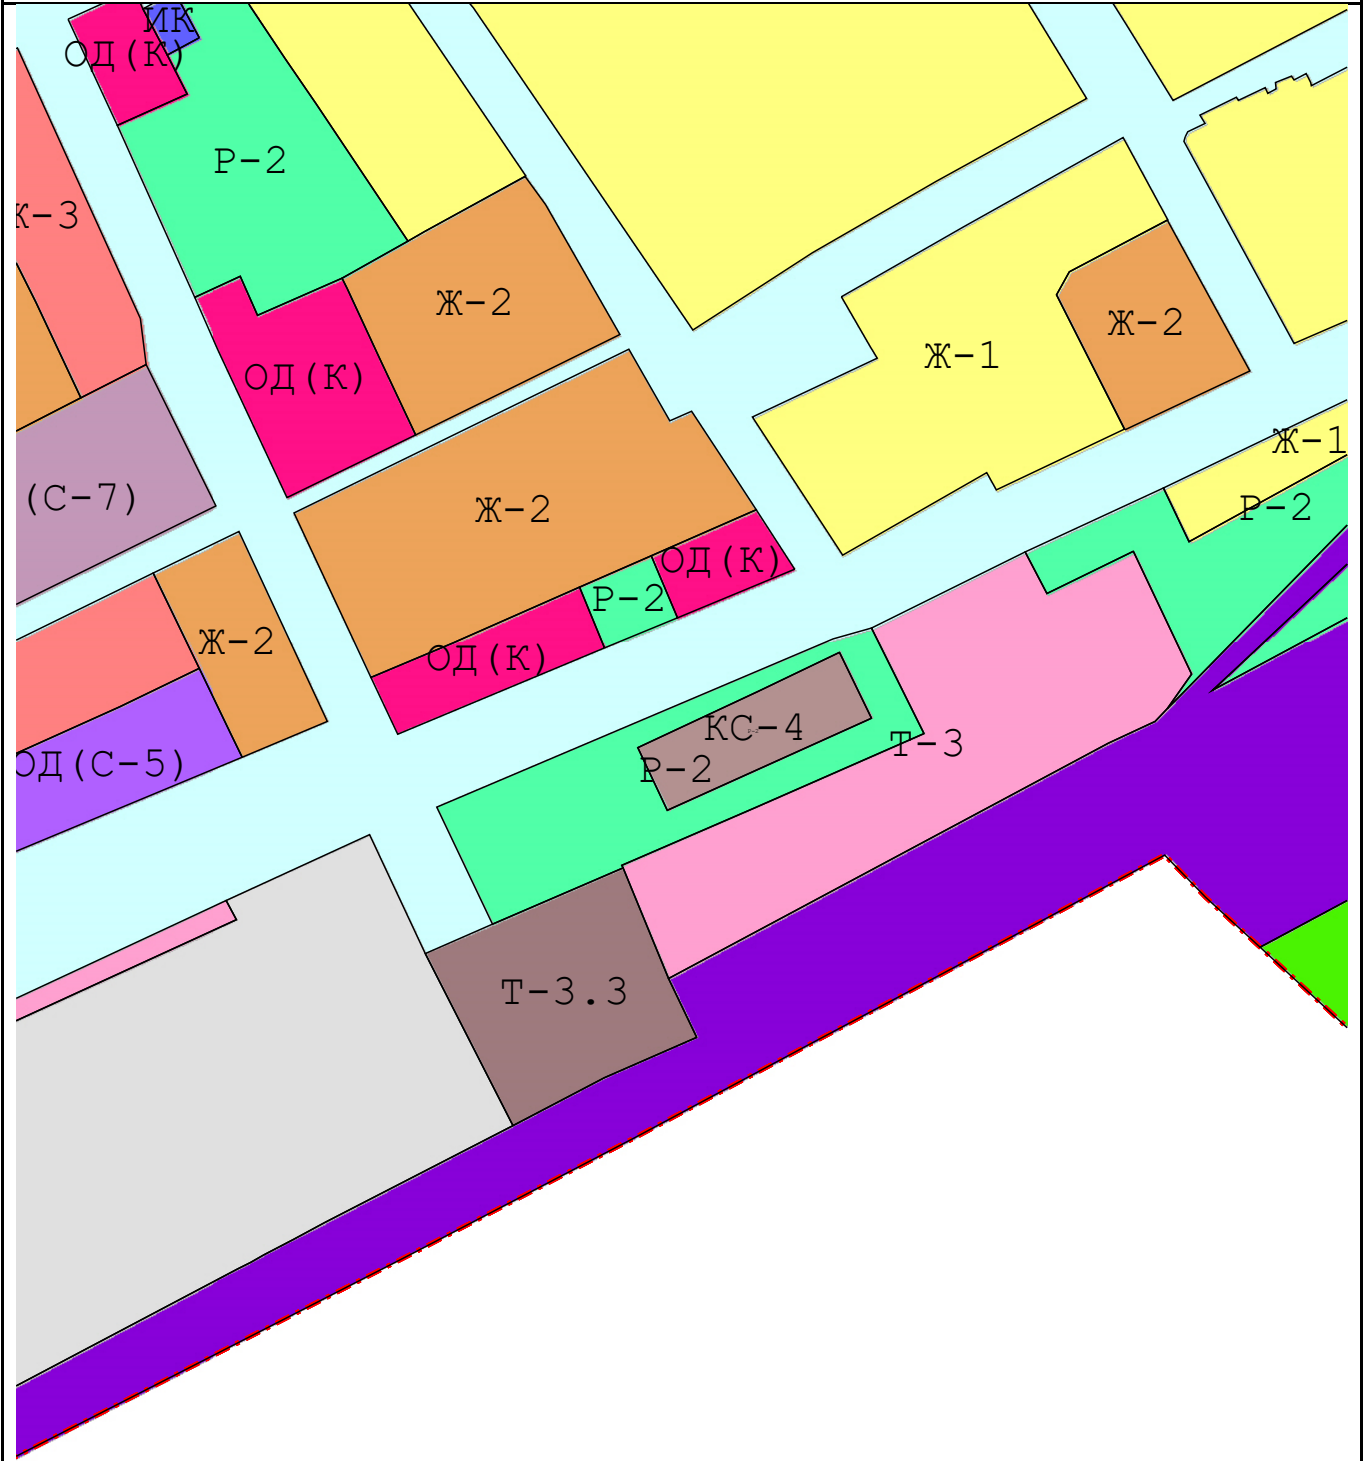 ИК
ОД(К)
Р-2
Ж-3
Ж-2
Ж-2
Ж-1
ОД(К)
Ж-1
(С-7)
Р-2
Ж-2
ОД(К)
Р-2
Ж-2
ОД(К)
КС-4
Т-3
ОД(С-5)
Р-2
Т-3.3